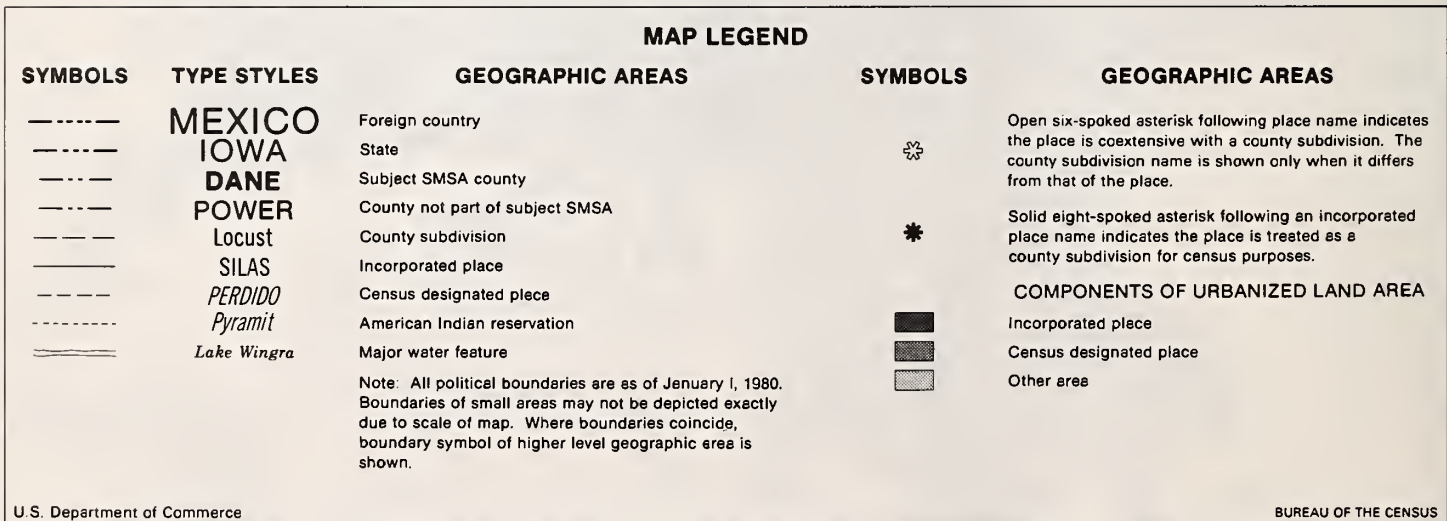 MAP LEGEND
SYMBOLS TYPE STYLES GEOGRAPHIC AREAS
MEXICO Foreign country
IOWA State
DANE Subject SMSA county
POWER County not part of subject SMSA
Locust County subdivision
SILAS Incorporated place
PERDIDO Census designated plece
Pyramit American Indian reservation
Lake Wingra Major water feature
Note: All political boundaries are as of Jenuary I, 1980.
Boundaries of small areas may not be depicted exactly
due to scale of map. Where boundaries coincide,
boundary symbol of higher level geographic erea is
shown.
SYMBOLS GEOGRAPHIC AREAS
Open six-spoked asterisk following place name indicates
the place is coextensive with a county subdivision. The
county subdivision name is shown only when it differs
from that of the place.
Solid eight-spoked asterisk following en incorporated
place name indicates the place is treated as e
county subdivision for census purposes.
COMPONENTS OF URBANIZED LAND AREA
Incorporated place
Census designated place
Other area
U.S. Department of Commerce
BUREAU OF THE CENSUS